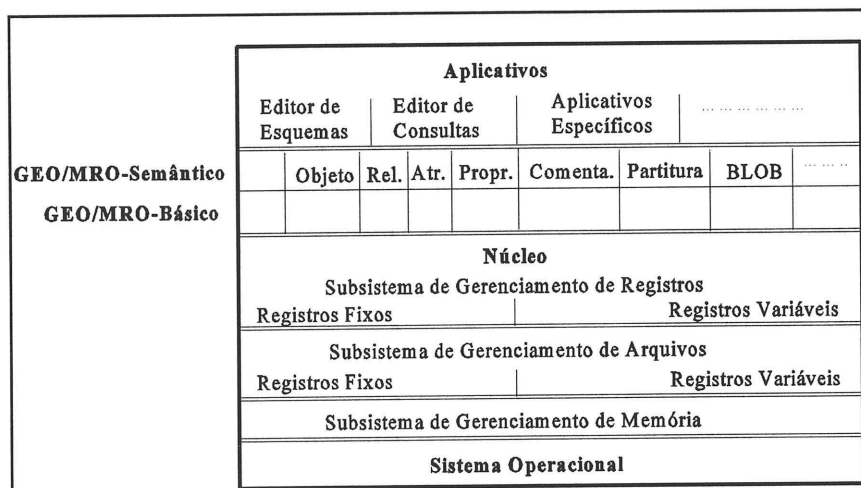 Aplicativos
Editor de Editor de Aplicativos ... ... ... ... ... ...
Esquemas Consultas Específicos
GEO/MRO-Semântico Objeto Rel. Atr. Propr. Comenta. Partitura BLOB ... ... ..
GEO/MRO-Básico
Núcleo
Subsistema de Gerenciamento de Registros
Registros Fixos Registros Variáveis
Subsistema de Gerenciamento de Arquivos
Registros Fixos Registros Variáveis
Subsistema de Gerenciamento de Memória
Sistema Operacional